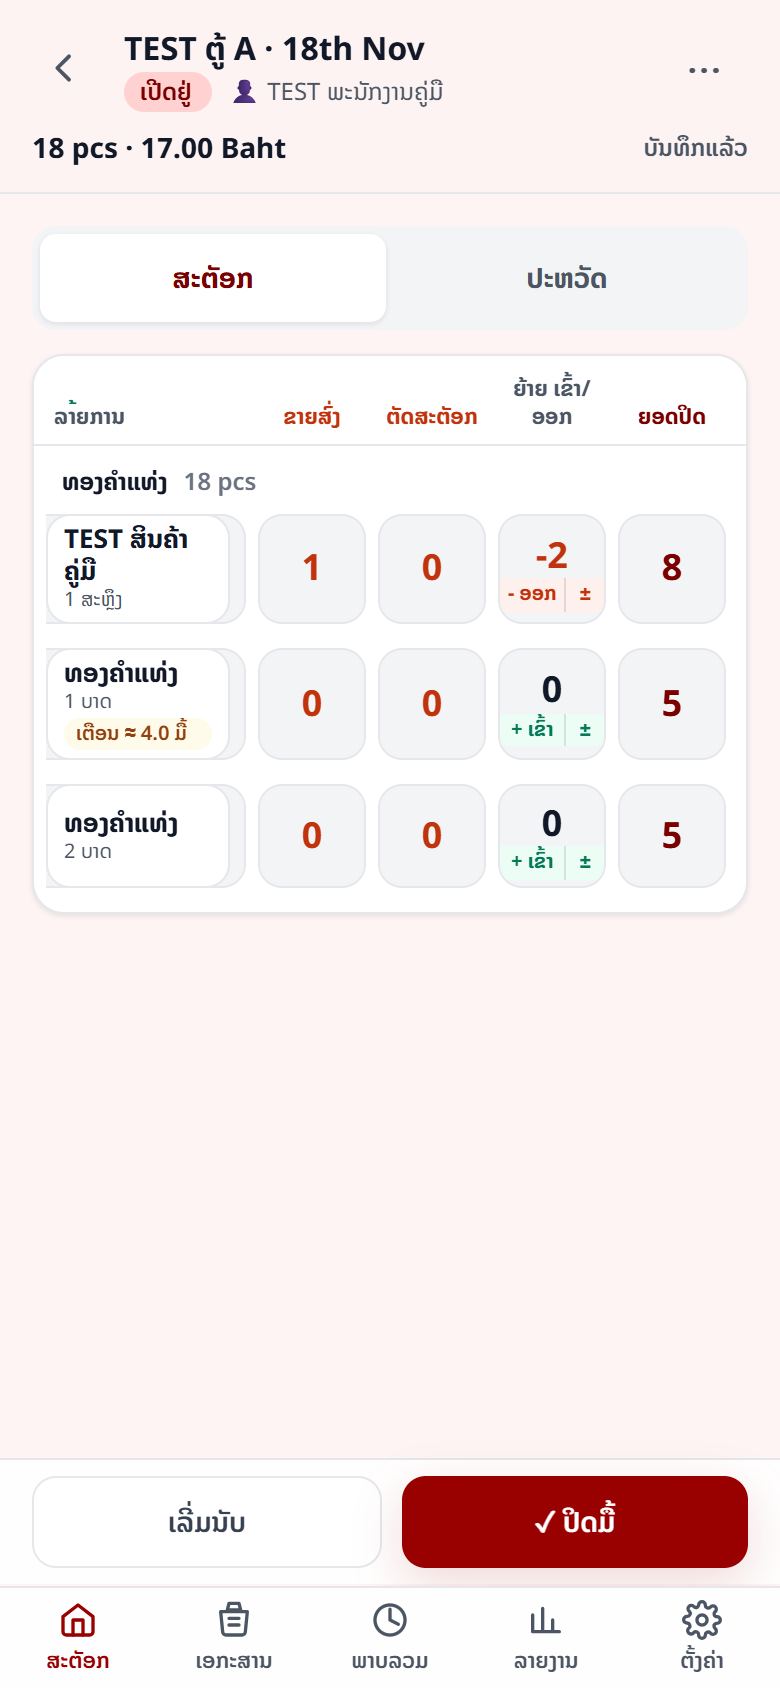 TEST ຕູ້ A · 18th Nov
ເປີດຢູ່ TEST ພະນັກງານຄູ່ມື
18 pcs · 17.00 Baht ບັນທຶກແລ້ວ
ສະຕັອກ ປະຫວັດ
ລາຍການ ຂາຍສົ່ງ ຕັດສະຕັອກ ຍ້າຍ ເຂົ້າ/ ຍອດປິດ
ອອກ
ທອງຄຳແທ່ງ 18 pcs
TEST ສິນຄ້າ
ຄູ່ມື
1 ສະຫຼຶງ
1 0 -2 8
- ອອກ ±
ທອງຄຳແທ່ງ
1 ບາດ
ເຕືອນ ≈ 4.0 ມື້
0 0 0 5
+ ເຂົ້າ ±
ທອງຄຳແທ່ງ
2 ບາດ
0 0 0 5
+ ເຂົ້າ ±
ເລີ່ມນັບ ✓ ປິດມື້
ສະຕັອກ ເອກະສານ ພາບລວມ ລາຍງານ ຕັ້ງຄ່າ